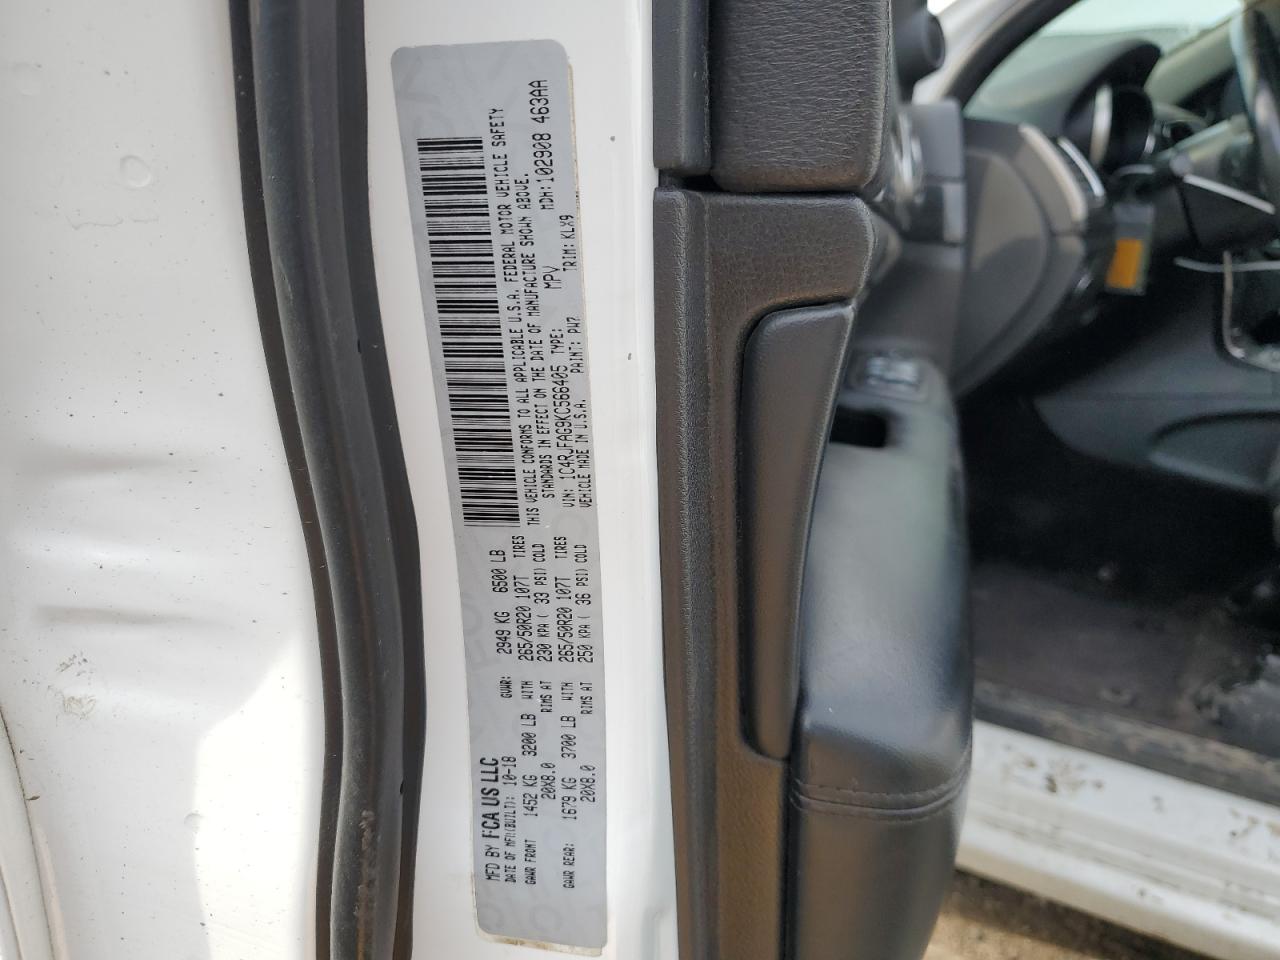 MFD BY FCA US LLC
DATE OF MFR(BUILT): 10-18 GVWR: 2949 KG 6500 LB
GAWR FRONT 1452 KG 3200 LB WITH 265/50R20 107T TIRES
20X8.0 RIMS AT 230 KPA ( 33 PSI) COLD
GAWR REAR: 1679 KG 3700 LB WITH 265/50R20 107T TIRES
20X8.0 RIMS AT 250 KPA ( 36 PSI) COLD
THIS VEHICLE CONFORMS TO ALL APPLICABLE U.S.A. FEDERAL MOTOR VEHICLE SAFETY
STANDARDS IN EFFECT ON THE DATE OF MANUFACTURE SHOWN ABOVE.
VIN: 1C4RJFAG9KC566405 TYPE: MPV MDH: 102908 463AA
VEHICLE MADE IN U.S.A. PAINT: PW7 TRIM: KLX9